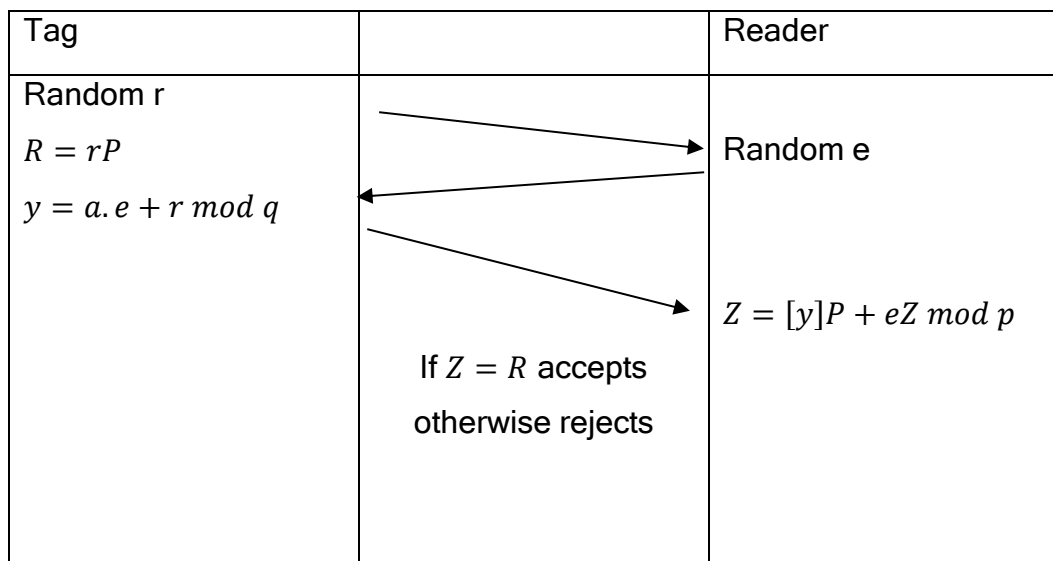 Tag
Reader
Random r
R = rP
y = a. e + r mod q
Random e
Z = [y]P + eZ mod p
If Z = R accepts
otherwise rejects